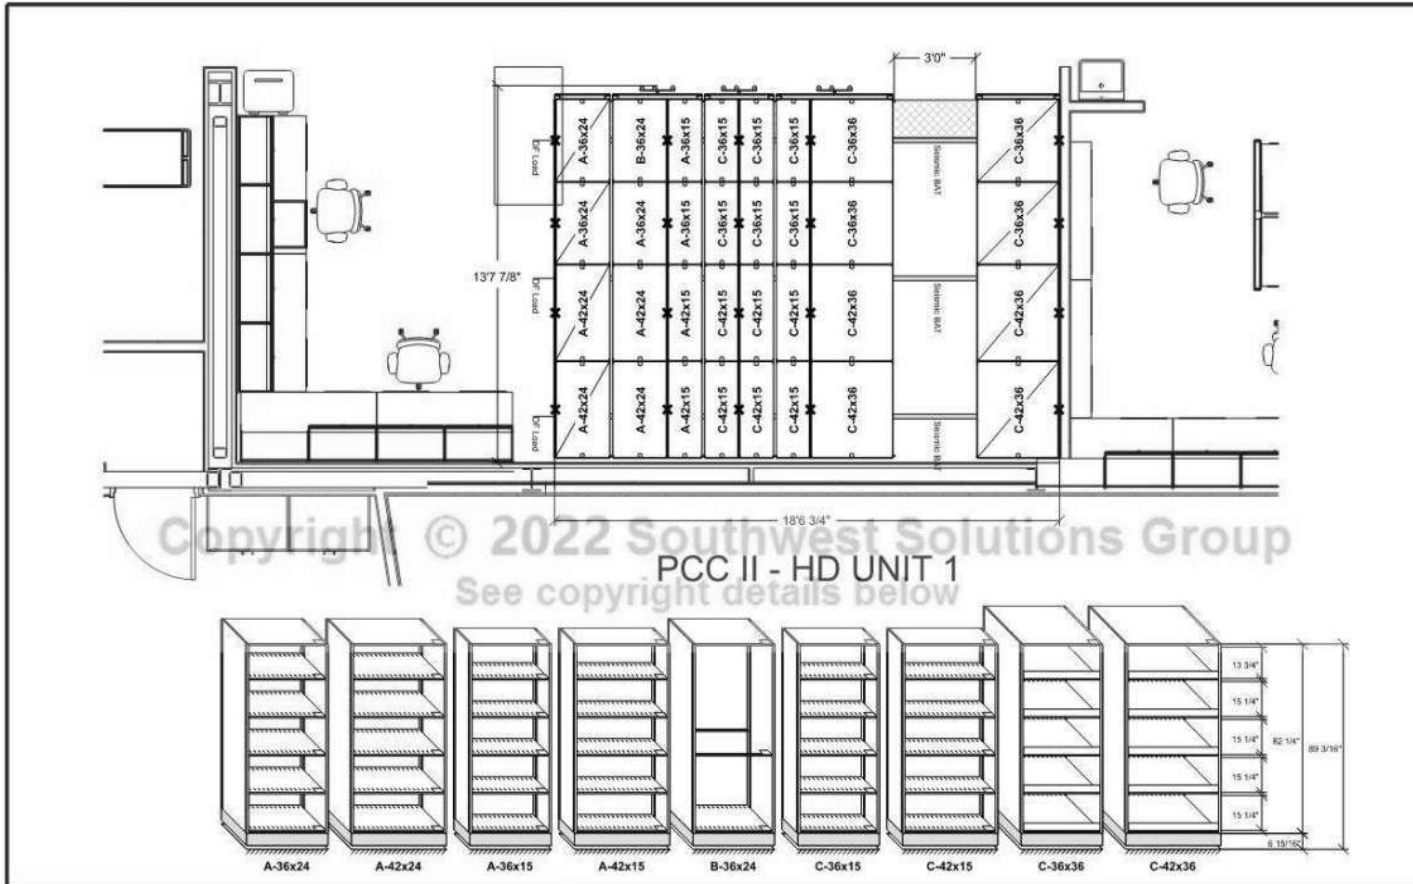 3'0"
A-36x24
B-36x24
A-36x15
C-36x15
C-36x15
C-36x15
C-36x36
C-36x36
DF Load
Seismic BAT
A-36x24
A-36x24
A-36x15
C-36x15
C-36x15
C-36x15
C-36x36
C-36x36
13'7 7/8"
DF Load
Seismic BAT
A-42x24
A-42x24
A-42x15
C-42x15
C-42x15
C-42x15
C-42x36
C-42x36
A-42x24
A-42x24
A-42x15
C-42x15
C-42x15
C-42x15
C-42x36
C-42x36
DF Load
Seismic BAT
18'6 3/4"
Copyright © 2022 Southwest Solutions Group
PCC II - HD UNIT 1
See copyright details below
13 3/4"
15 1/4"
15 1/4"
15 1/4"
15 1/4"
82 1/4"
89 3/16"
6 15/16"
A-36x24
A-42x24
A-36x15
A-42x15
B-36x24
C-36x15
C-42x15
C-36x36
C-42x36